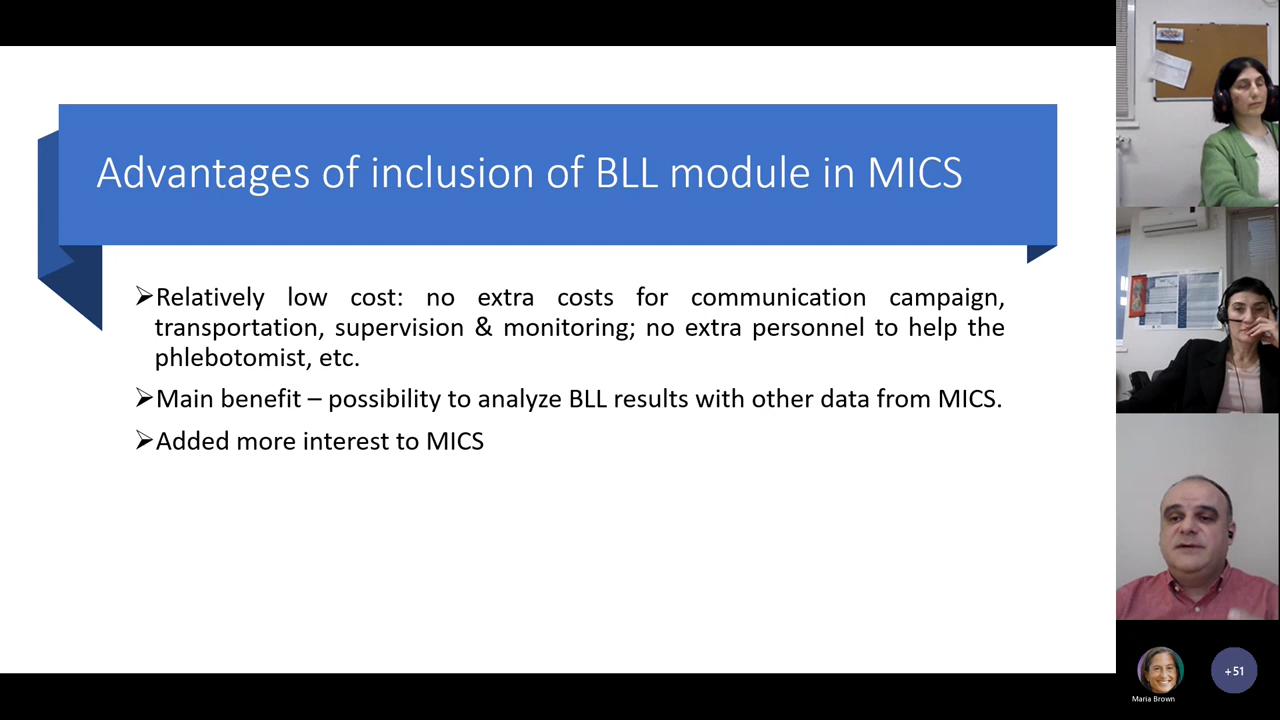 Advantages of inclusion of BLL module in MICS
➢Relatively low cost: no extra costs for communication campaign,
transportation, supervision & monitoring; no extra personnel to help the
phlebotomist, etc.
➢Main benefit – possibility to analyze BLL results with other data from MICS.
➢Added more interest to MICS
Maria Brown
+51